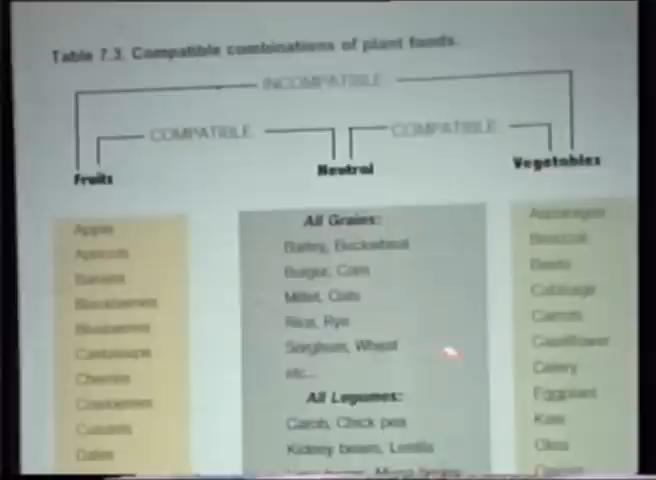 Table 7.3. Compatible combinations of plant foods.
INCOMPATIBLE
COMPATIBLE
COMPATIBLE
Fruits
Neutral
Vegetables
Apple
Apricots
Banana
Blackberries
Blueberries
Cantaloupe
Cherries
Cranberries
Currants
Dates
All Grains:
Barley, Buckwheat
Bulgur, Corn
Millet, Oats
Rice, Rye
Sorghum, Wheat
etc...
All Legumes:
Carob, Chick pea
Kidney beans, Lentils
Asparagus
Broccoli
Beets
Cabbage
Carrots
Cauliflower
Celery
Eggplant
Kale
Okra